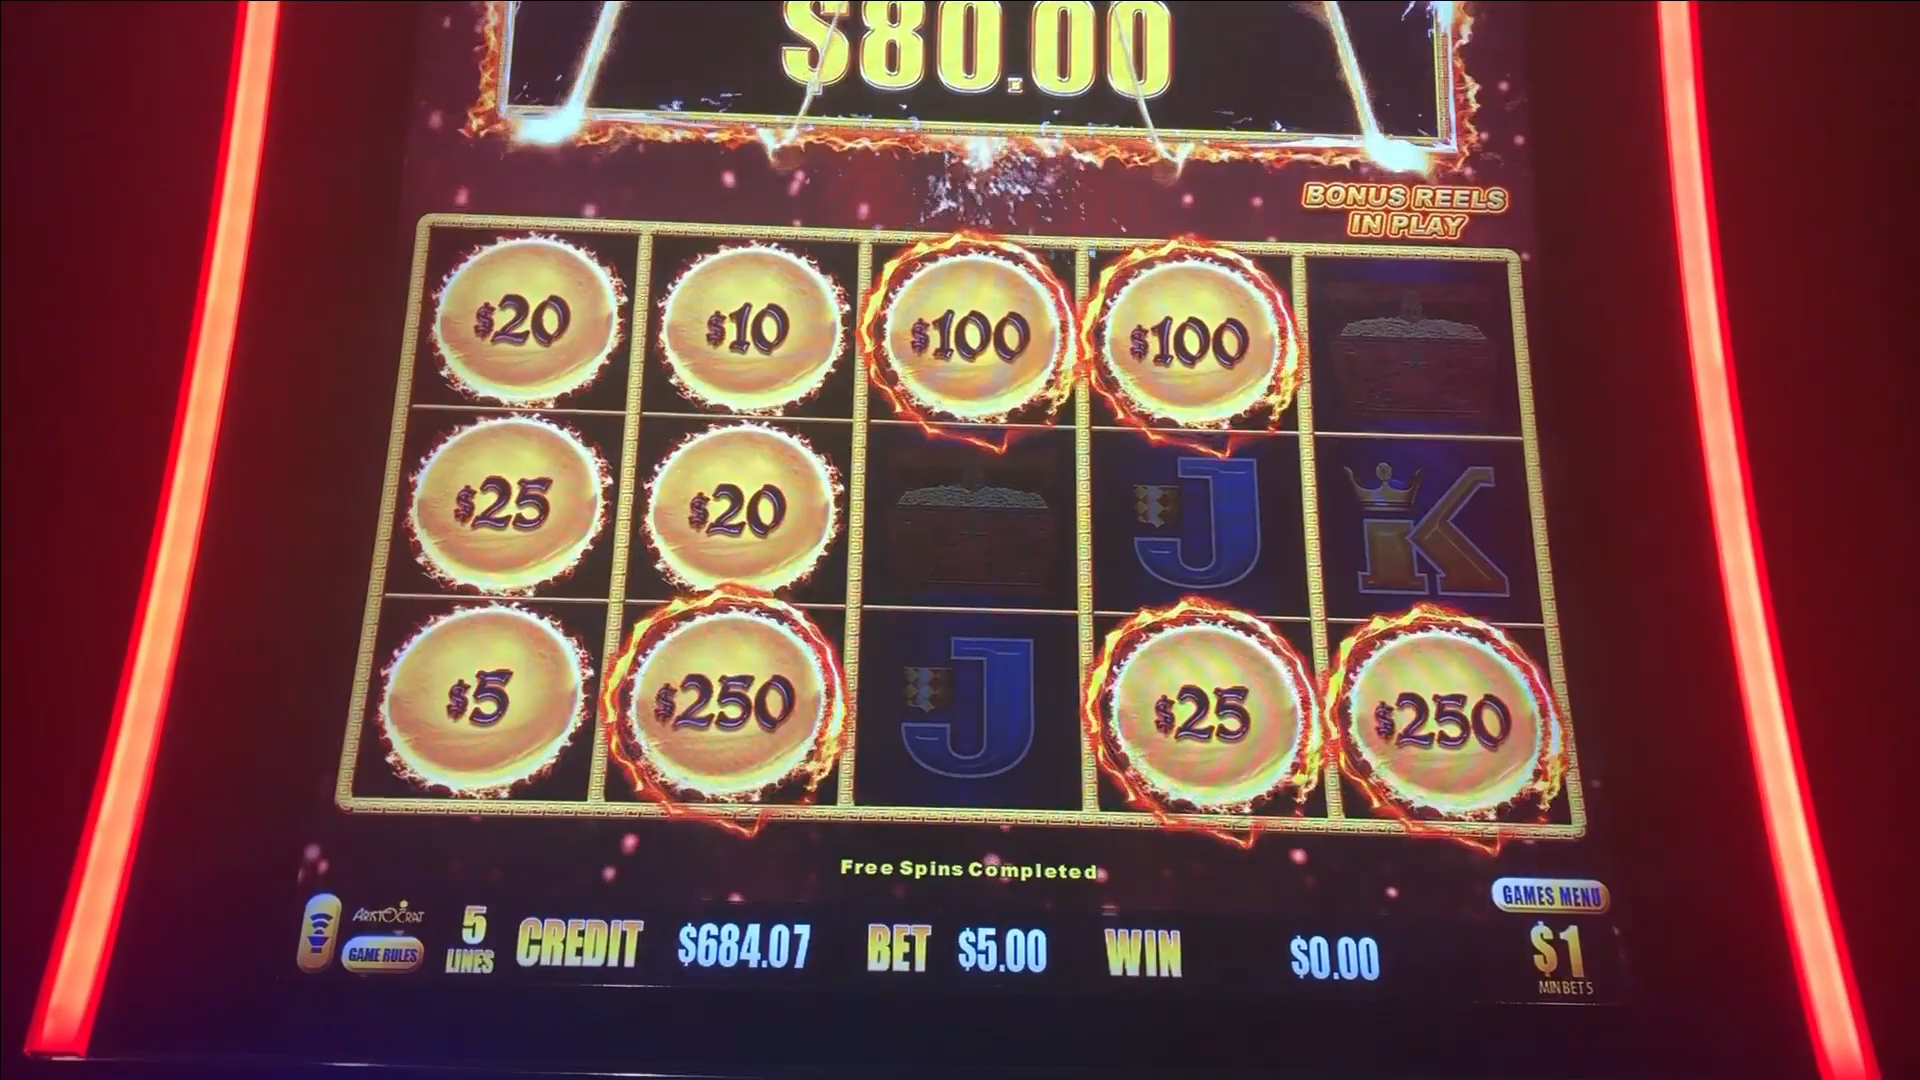 $80.00
BONUS REELS
IN PLAY
$20
$10
$100
$100
$25
$20
J
K
$5
$250
J
$25
$250
Free Spins Completed
GAMES MENU
ARISTOCRAT
GAME RULES
5
LINES
CREDIT
$684.07
BET
$5.00
WIN
$0.00
$1
MIN BET 5